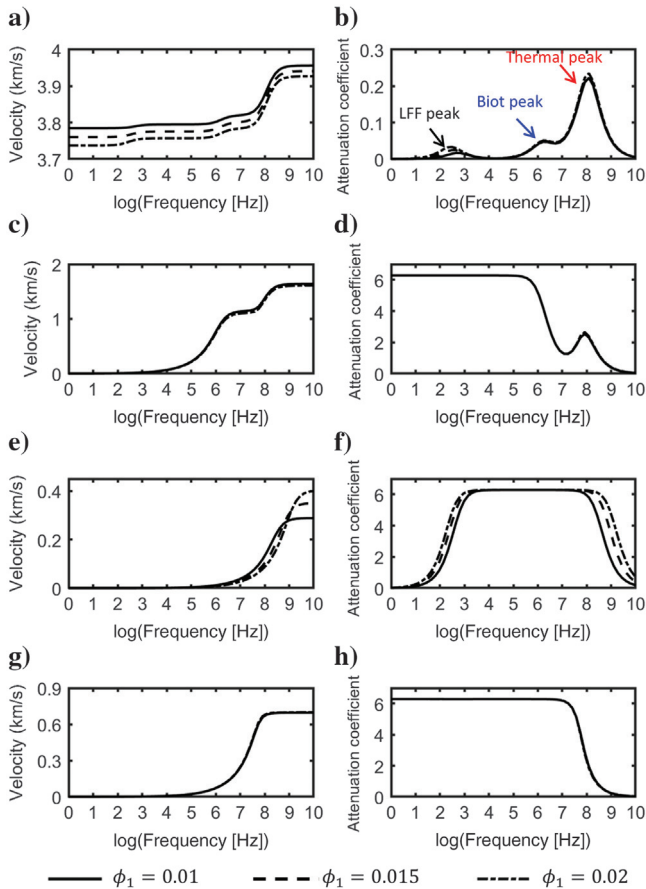 a)
b)
Velocity (km/s)
4
3.9
3.8
3.7
0 1 2 3 4 5 6 7 8 9 10
log(Frequency [Hz])
Attenuation coefficient
0.3
0.2
0.1
0
Thermal peak
Biot peak
LFF peak
0 1 2 3 4 5 6 7 8 9 10
log(Frequency [Hz])
c)
d)
Velocity (km/s)
2
1
0
0 1 2 3 4 5 6 7 8 9 10
log(Frequency [Hz])
Attenuation coefficient
6
4
2
0
0 1 2 3 4 5 6 7 8 9 10
log(Frequency [Hz])
e)
f)
Velocity (km/s)
0.4
0.2
0
0 1 2 3 4 5 6 7 8 9 10
log(Frequency [Hz])
Attenuation coefficient
6
4
2
0
0 1 2 3 4 5 6 7 8 9 10
log(Frequency [Hz])
g)
h)
Velocity (km/s)
0.9
0.6
0.3
0
0 1 2 3 4 5 6 7 8 9 10
log(Frequency [Hz])
Attenuation coefficient
6
4
2
0
0 1 2 3 4 5 6 7 8 9 10
log(Frequency [Hz])
ϕ₁ = 0.01 ϕ₁ = 0.015 ϕ₁ = 0.02